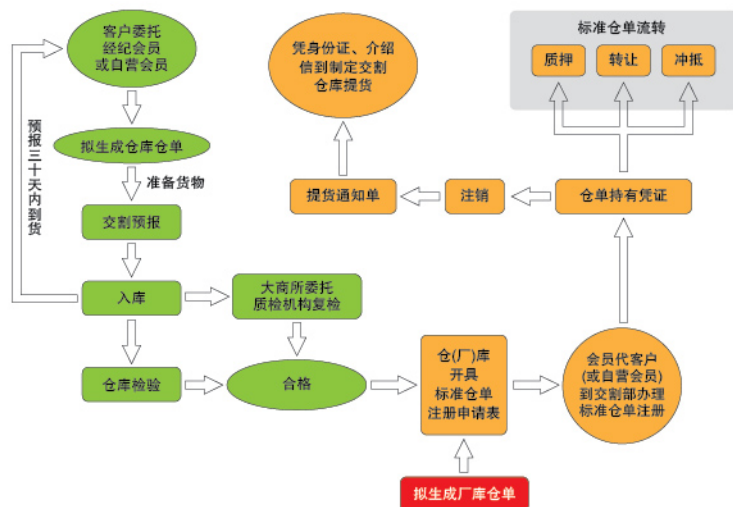 客户委托
经纪会员
或自营会员
拟生成仓库仓单
准备货物
预报三十天内到货
交割预报
入库
大商所委托
质检机构复检
仓库检验
合格
仓(厂)库
开具
标准仓单
注册申请表
拟生成厂库仓单
会员代客户
(或自营会员)
到交割部办理
标准仓单注册
仓单持有凭证
注销
提货通知单
凭身份证、介绍
倍到制定交割
仓库提货
标准仓单流转
质押
转让
冲抵